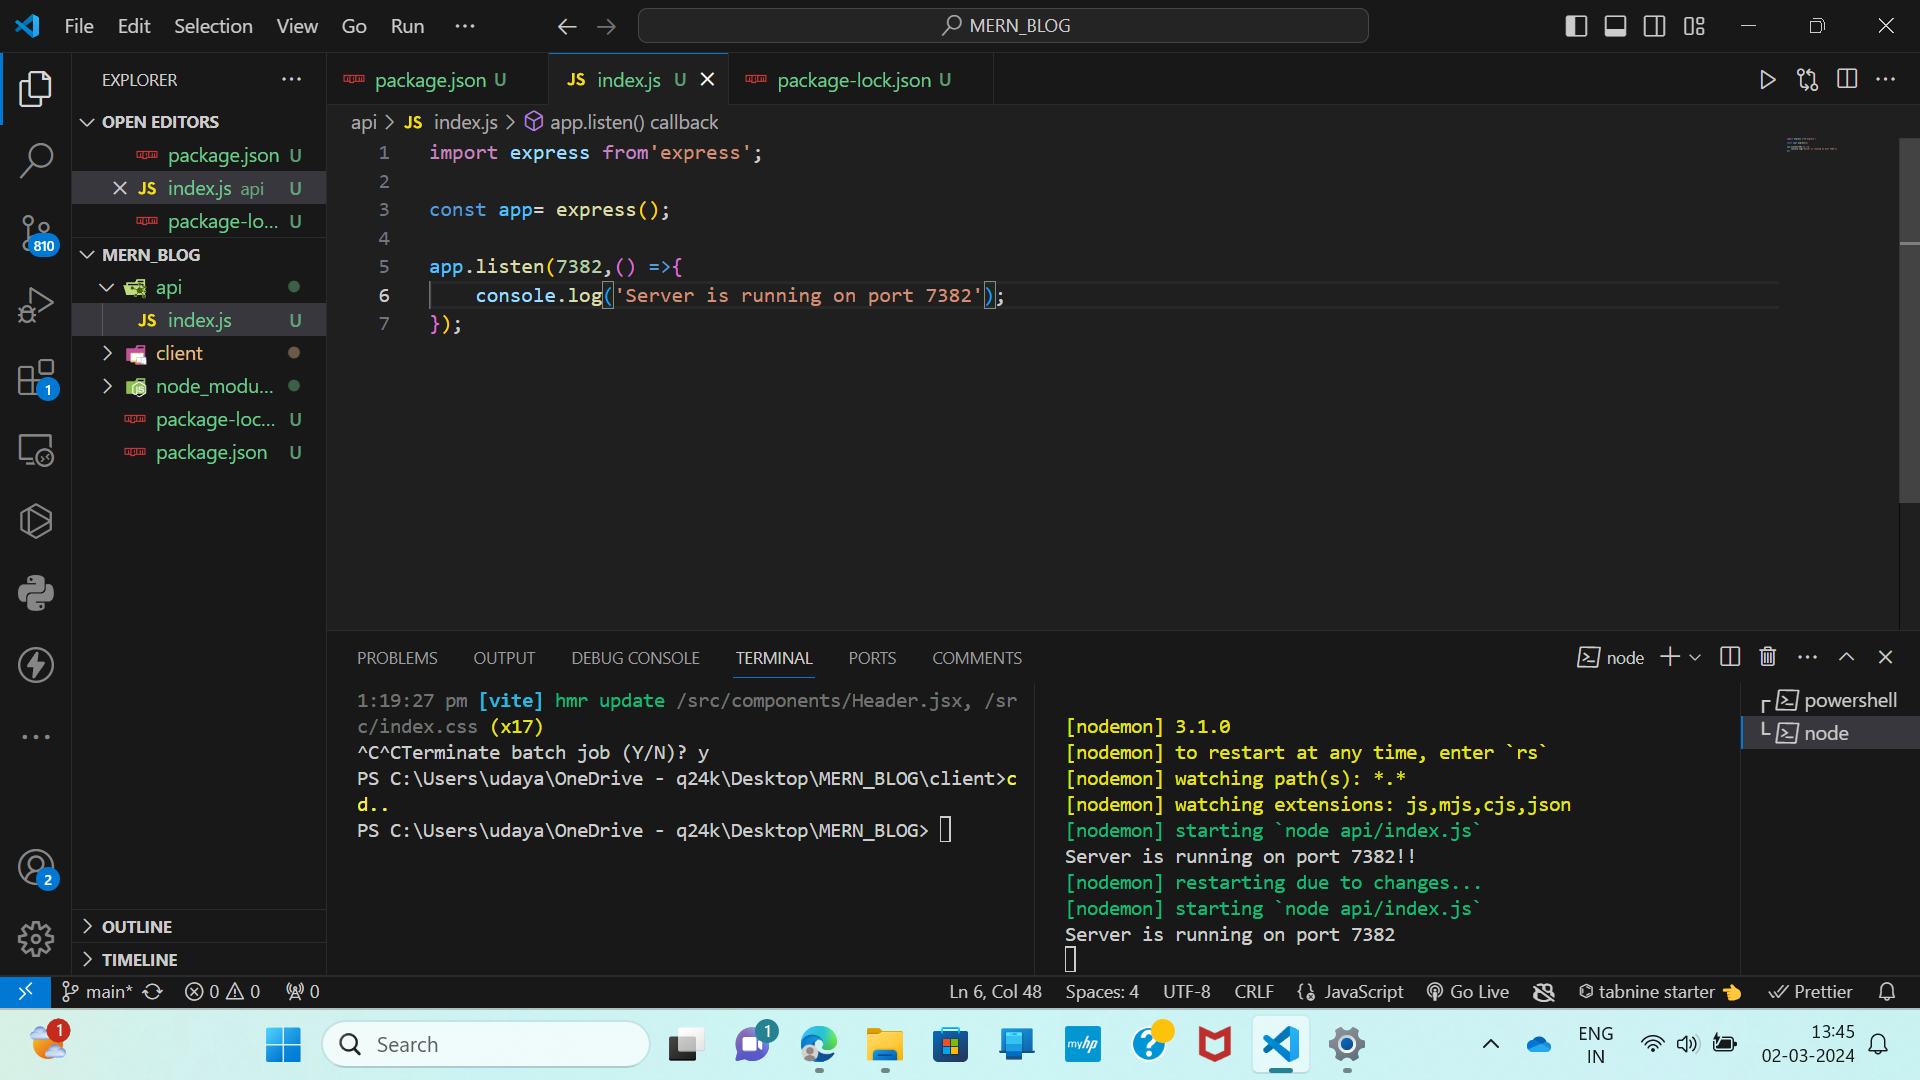 File Edit Selection View Go Run ···
MERN_BLOG
EXPLORER
OPEN EDITORS
package.json U
JS index.js api U
package-lo... U
MERN_BLOG
api
JS index.js U
client
node_modu...
package-loc... U
package.json U
OUTLINE
TIMELINE
810
1
2
package.json U
JS index.js U
package-lock.json U
api > JS index.js > app.listen() callback
1 import express from'express';
2
3 const app= express();
4
5 app.listen(7382,() =>{
6 console.log('Server is running on port 7382');
7 });
PROBLEMS OUTPUT DEBUG CONSOLE TERMINAL PORTS COMMENTS
node
1:19:27 pm [vite] hmr update /src/components/Header.jsx, /sr
c/index.css (x17)
^C^CTerminate batch job (Y/N)? y
PS C:\Users\udaya\OneDrive - q24k\Desktop\MERN_BLOG\client>c
d..
PS C:\Users\udaya\OneDrive - q24k\Desktop\MERN_BLOG>
[nodemon] 3.1.0
[nodemon] to restart at any time, enter `rs`
[nodemon] watching path(s): *.*
[nodemon] watching extensions: js,mjs,cjs,json
[nodemon] starting `node api/index.js`
Server is running on port 7382!!
[nodemon] restarting due to changes...
[nodemon] starting `node api/index.js`
Server is running on port 7382
powershell
node
main* 0 0 0
Ln 6, Col 48 Spaces: 4 UTF-8 CRLF {} JavaScript Go Live tabnine starter 👈 Prettier
1
Search
1
myhp
ENG
IN
13:45
02-03-2024